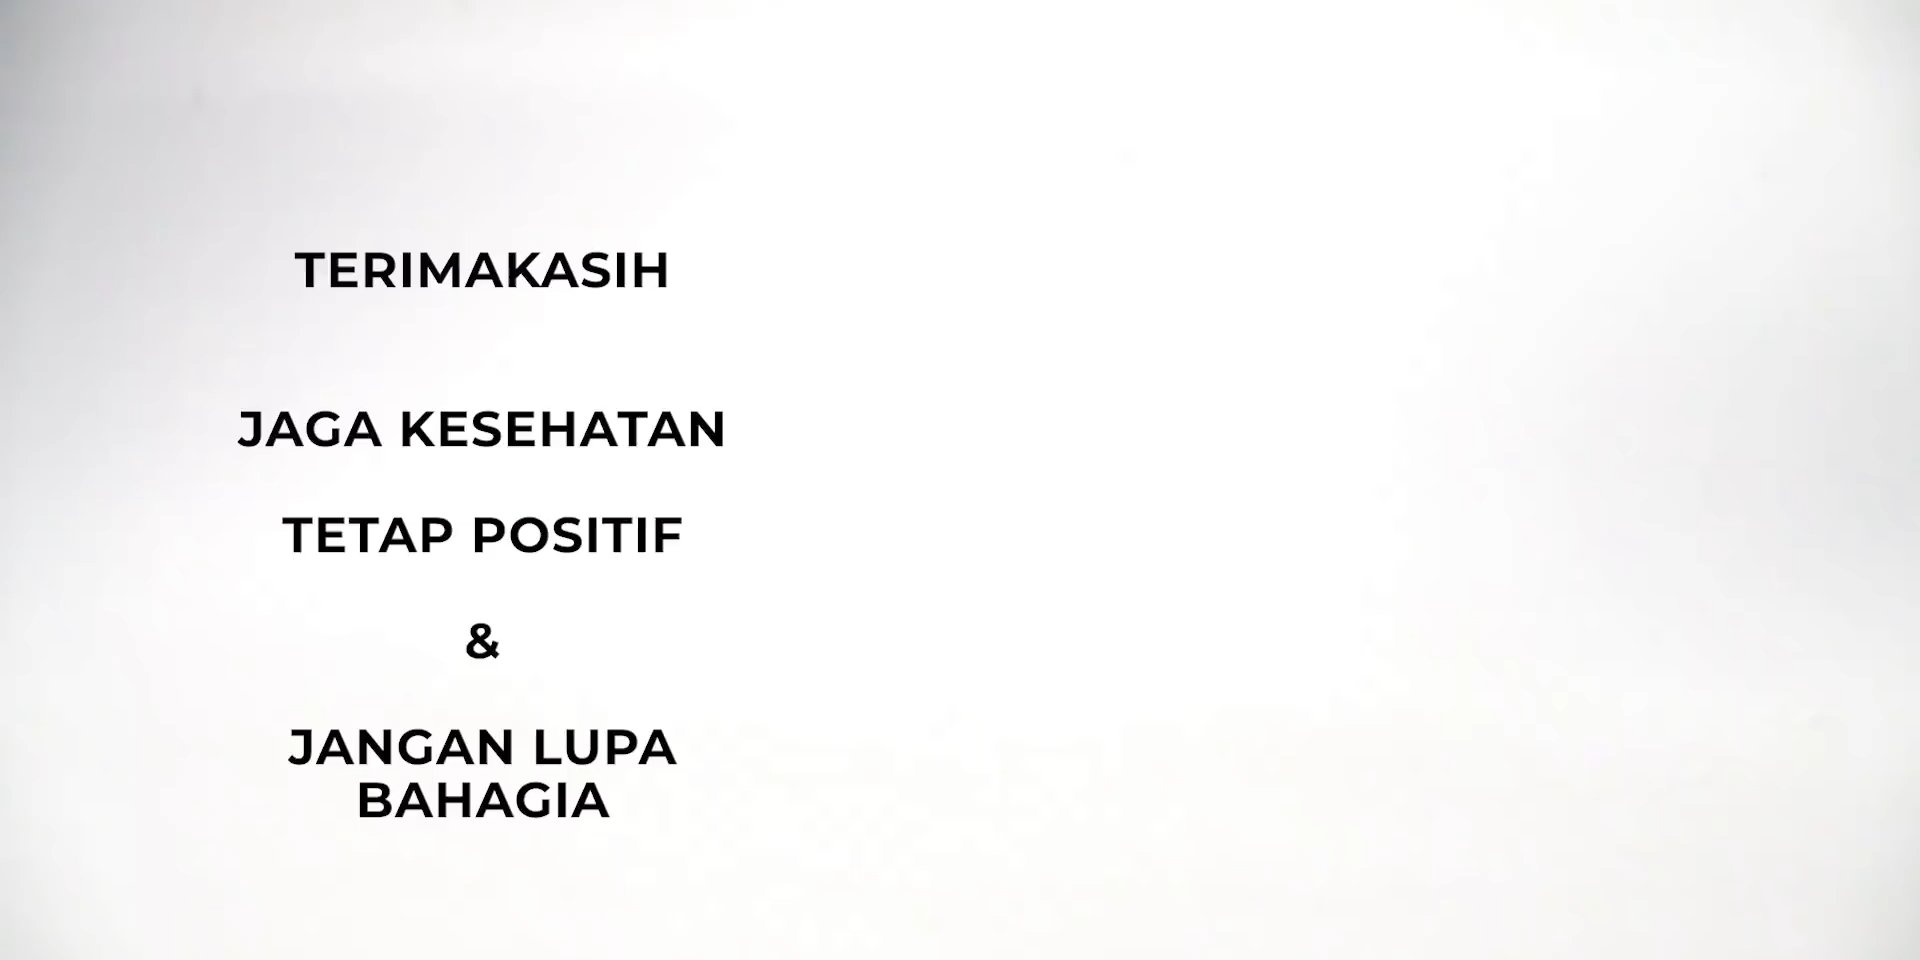 TERIMAKASIH
JAGA KESEHATAN
TETAP POSITIF
&
JANGAN LUPA
BAHAGIA